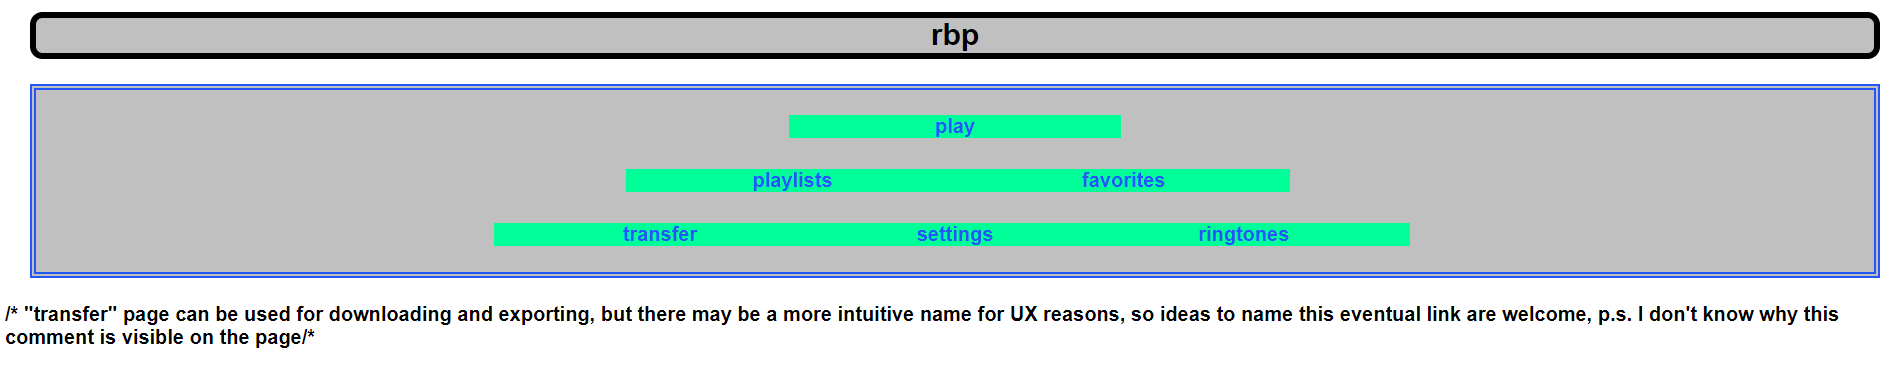 rbp
play
playlists favorites
transfer settings ringtones
/* "transfer" page can be used for downloading and exporting, but there may be a more intuitive name for UX reasons, so ideas to name this eventual link are welcome, p.s. I don't know why this
comment is visible on the page/*